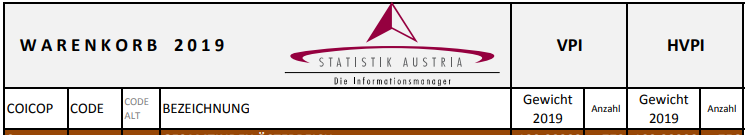 WARENKORB 2019
STATISTIK AUSTRIA
Die Informationsmanager
VPI
HVPI
COICOP
CODE
CODE
ALT
BEZEICHNUNG
Gewicht
2019
Anzahl
Gewicht
2019
Anzahl